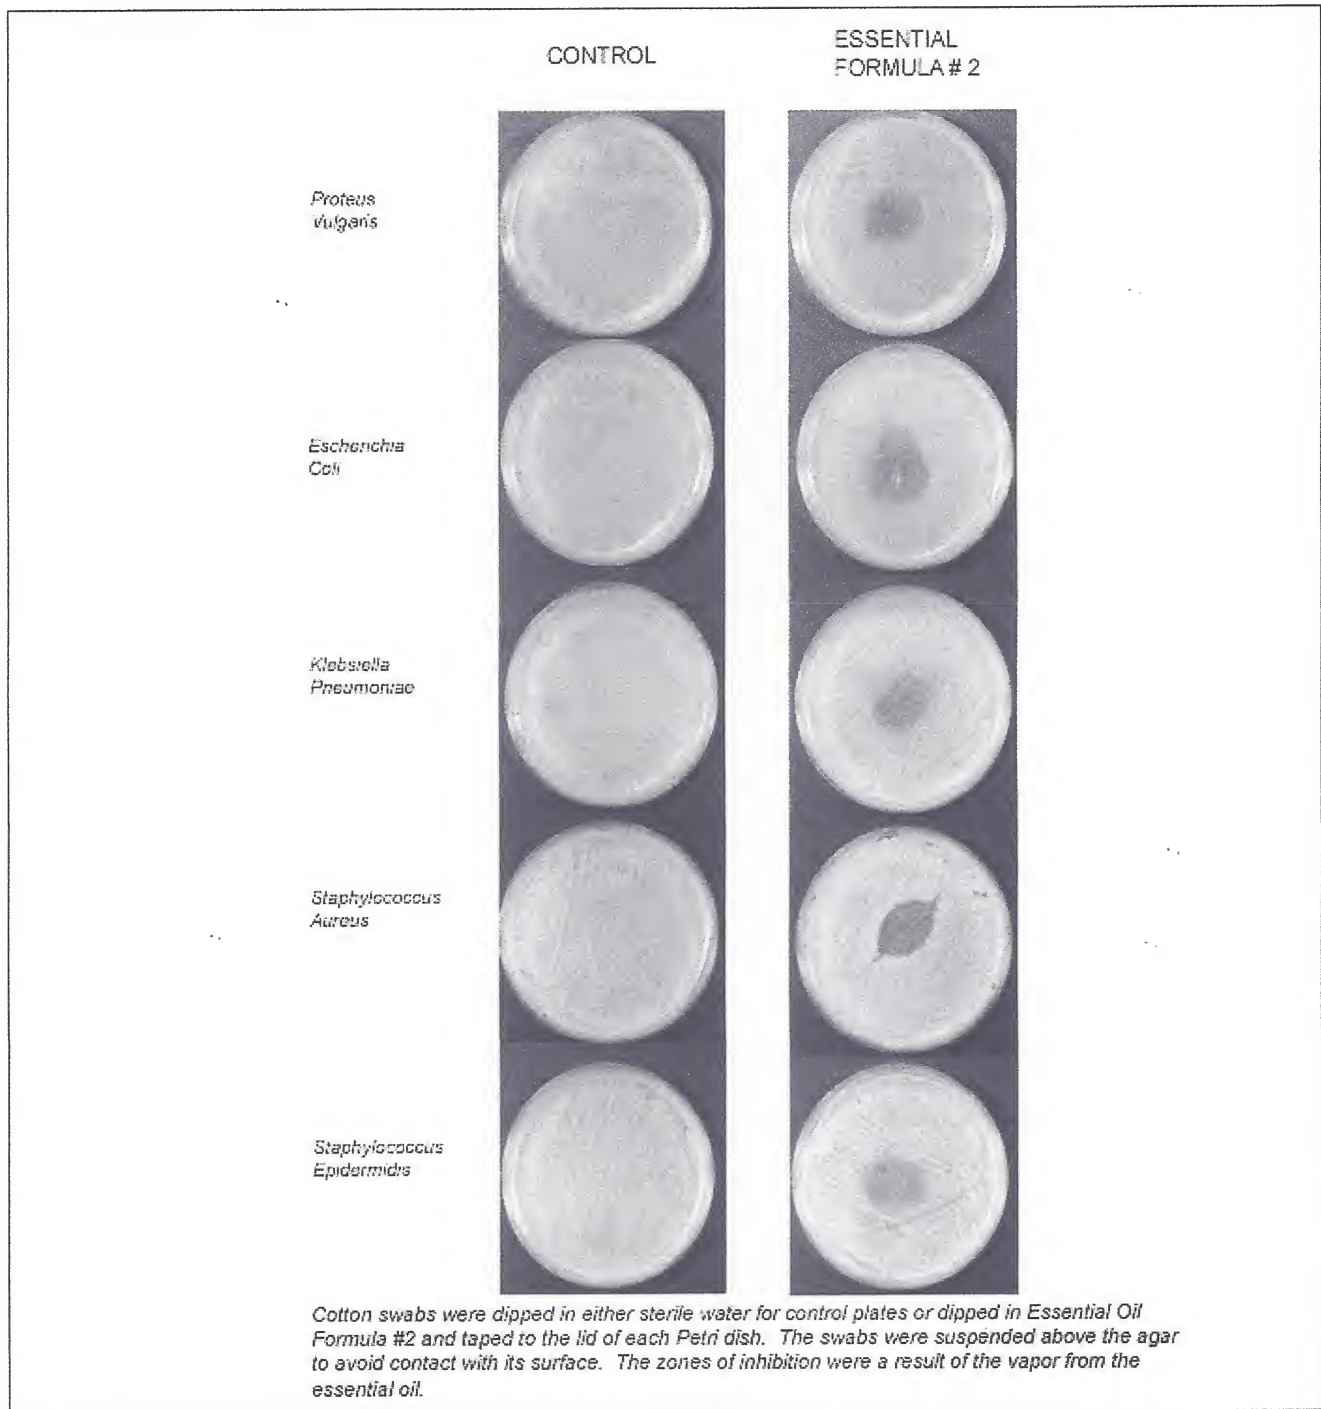 CONTROL
ESSENTIAL
FORMULA # 2
Proteus
Vulgaris
Escherichia
Coli
Klebsiella
Pneumoniae
Staphylococcus
Aureus
Staphylococcus
Epidermidis
Cotton swabs were dipped in either sterile water for control plates or dipped in Essential Oil
Formula #2 and taped to the lid of each Petri dish. The swabs were suspended above the agar
to avoid contact with its surface. The zones of inhibition were a result of the vapor from the
essential oil.